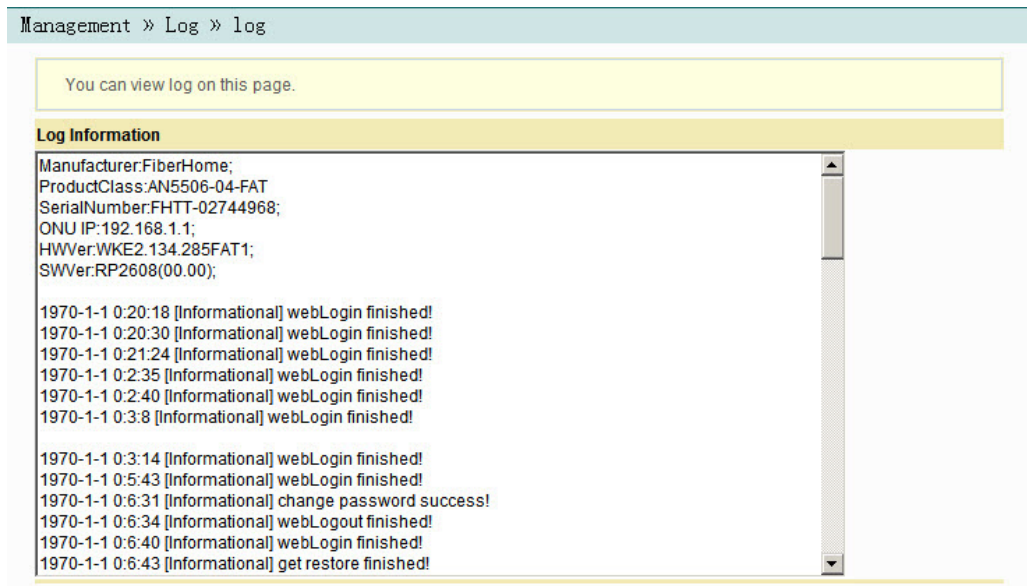 Management » Log » log
You can view log on this page.
Log Information
Manufacturer:FiberHome;
ProductClass:AN5506-04-FAT
SerialNumber:FHTT-02744968;
ONU IP:192.168.1.1;
HWVer:WKE2.134.285FAT1;
SWVer:RP2608(00.00);
1970-1-1 0:20:18 [Informational] webLogin finished!
1970-1-1 0:20:30 [Informational] webLogin finished!
1970-1-1 0:21:24 [Informational] webLogin finished!
1970-1-1 0:2:35 [Informational] webLogin finished!
1970-1-1 0:2:40 [Informational] webLogin finished!
1970-1-1 0:3:8 [Informational] webLogin finished!
1970-1-1 0:3:14 [Informational] webLogin finished!
1970-1-1 0:5:43 [Informational] webLogin finished!
1970-1-1 0:6:31 [Informational] change password success!
1970-1-1 0:6:34 [Informational] webLogout finished!
1970-1-1 0:6:40 [Informational] webLogin finished!
1970-1-1 0:6:43 [Informational] get restore finished!